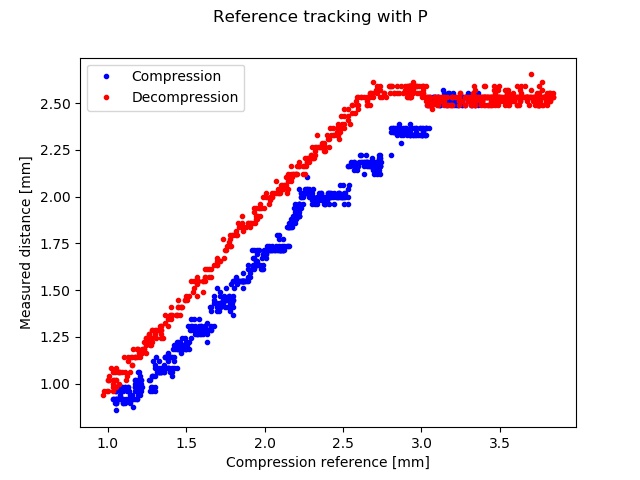 Reference tracking with P
Compression
Decompression
2.50
2.25
2.00
1.75
1.50
1.25
1.00
Measured distance [mm]
1.0 1.5 2.0 2.5 3.0 3.5
Compression reference [mm]